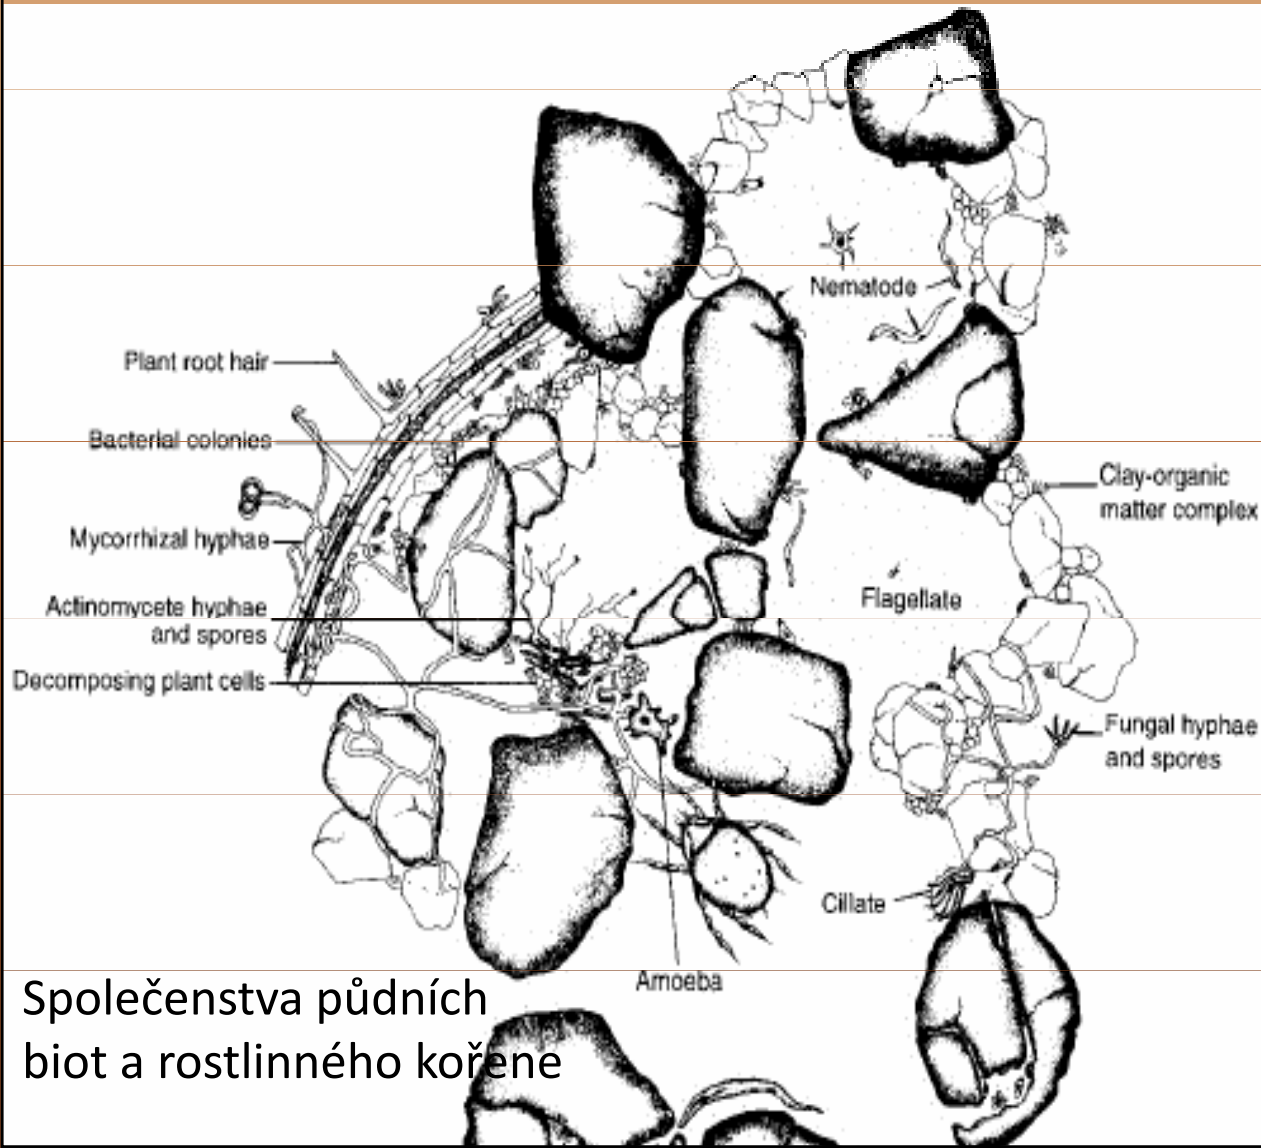 Nematode
Plant root hair
Bacterial colonies
Clay-organic
matter complex
Mycorrhizal hyphae
Flagellate
Actinomycete hyphae
and spores
Decomposing plant cells
Fungal hyphae
and spores
Cillate
Amoeba
Společenstva půdních
biot a rostlinného kořene